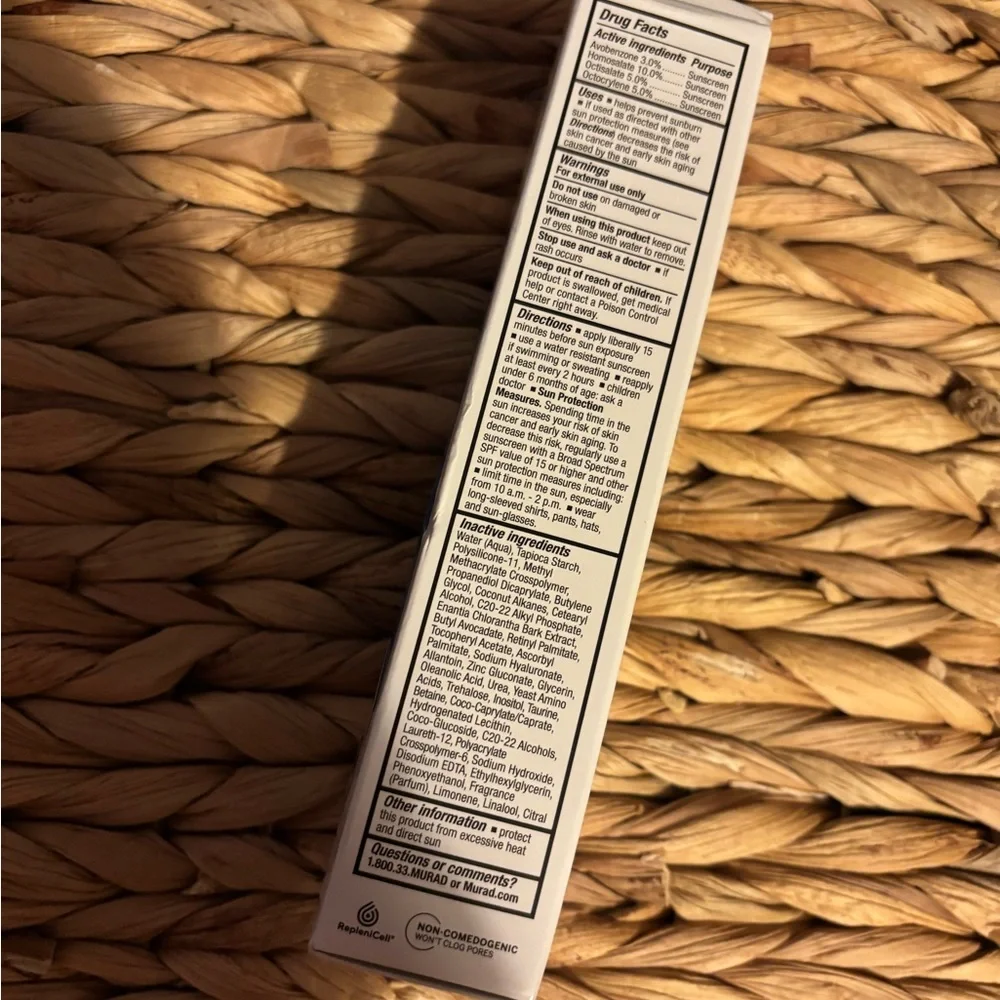 Drug Facts
Active ingredients Purpose
Avobenzone 3.0%......... Sunscreen
Homosalate 10.0%....... Sunscreen
Octisalate 5.0% .......... Sunscreen
Octocrylene 5.0% ........ Sunscreen
Uses ▪ helps prevent sunburn
▪ if used as directed with other
sun protection measures (see
Directions) decreases the risk of
skin cancer and early skin aging
caused by the sun
Warnings
For external use only
Do not use on damaged or
broken skin
When using this product keep out
of eyes. Rinse with water to remove.
Stop use and ask a doctor ▪ if
rash occurs
Keep out of reach of children. If
product is swallowed, get medical
help or contact a Poison Control
Center right away.
Directions ▪ apply liberally 15
minutes before sun exposure
▪ use a water resistant sunscreen
if swimming or sweating ▪ reapply
at least every 2 hours ▪ children
under 6 months of age: ask a
doctor ▪ Sun Protection
Measures. Spending time in the
sun increases your risk of skin
cancer and early skin aging. To
decrease this risk, regularly use a
sunscreen with a Broad Spectrum
SPF value of 15 or higher and other
sun protection measures including:
▪ limit time in the sun, especially
from 10 a.m. - 2 p.m. ▪ wear
long-sleeved shirts, pants, hats,
and sun-glasses.
Inactive ingredients
Water (Aqua), Tapioca Starch,
Polysilicone-11, Methyl
Methacrylate Crosspolymer,
Propanediol Dicaprylate, Butylene
Glycol, Coconut Alkanes, Cetearyl
Alcohol, C20-22 Alkyl Phosphate,
Enantia Chlorantha Bark Extract,
Butyl Avocadate, Retinyl Palmitate,
Tocopheryl Acetate, Ascorbyl
Palmitate, Sodium Hyaluronate,
Allantoin, Zinc Gluconate, Glycerin,
Oleanolic Acid, Urea, Yeast Amino
Acids, Trehalose, Inositol, Taurine,
Betaine, Coco-Caprylate/Caprate,
Hydrogenated Lecithin,
Coco-Glucoside, C20-22 Alcohols,
Laureth-12, Polyacrylate
Crosspolymer-6, Sodium Hydroxide,
Disodium EDTA, Ethylhexylglycerin,
Phenoxyethanol, Fragrance
(Parfum), Limonene, Linalool, Citral
Other information ▪ protect
this product from excessive heat
and direct sun
Questions or comments?
1.800.33.MURAD or Murad.com
RepleniCell®
NON-COMEDOGENIC
WON'T CLOG PORES